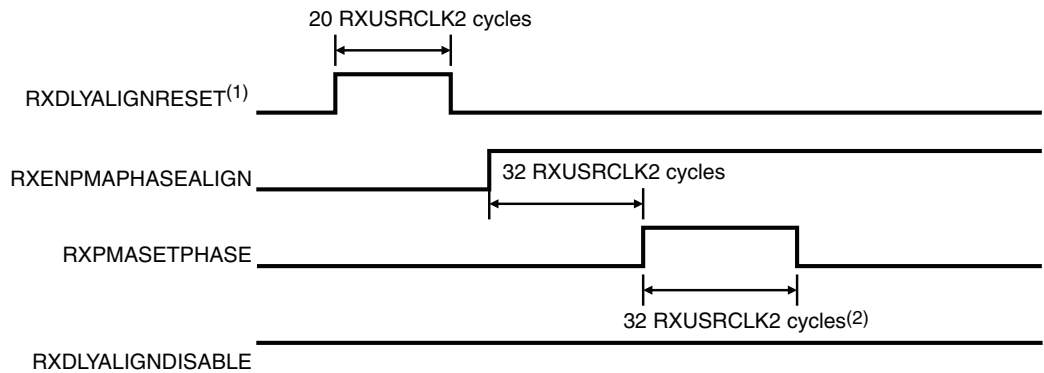 20 RXUSRCLK2 cycles
RXDLYALIGNRESET(1)
RXENPMAPHASEALIGN
32 RXUSRCLK2 cycles
RXPMASETPHASE
32 RXUSRCLK2 cycles(2)
RXDLYALIGNDISABLE